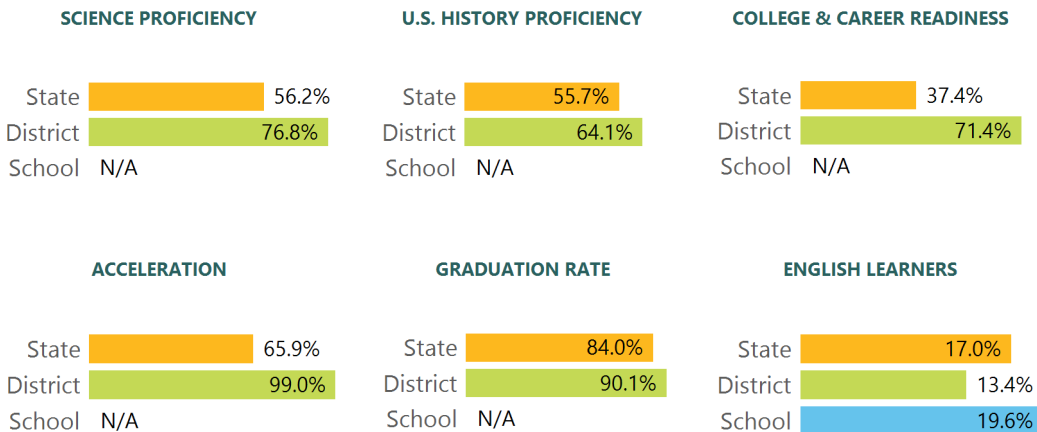 SCIENCE PROFICIENCY
State 56.2%
District 76.8%
School N/A
U.S. HISTORY PROFICIENCY
State 55.7%
District 64.1%
School N/A
COLLEGE & CAREER READINESS
State 37.4%
District 71.4%
School N/A
ACCELERATION
State 65.9%
District 99.0%
School N/A
GRADUATION RATE
State 84.0%
District 90.1%
School N/A
ENGLISH LEARNERS
State 17.0%
District 13.4%
School 19.6%